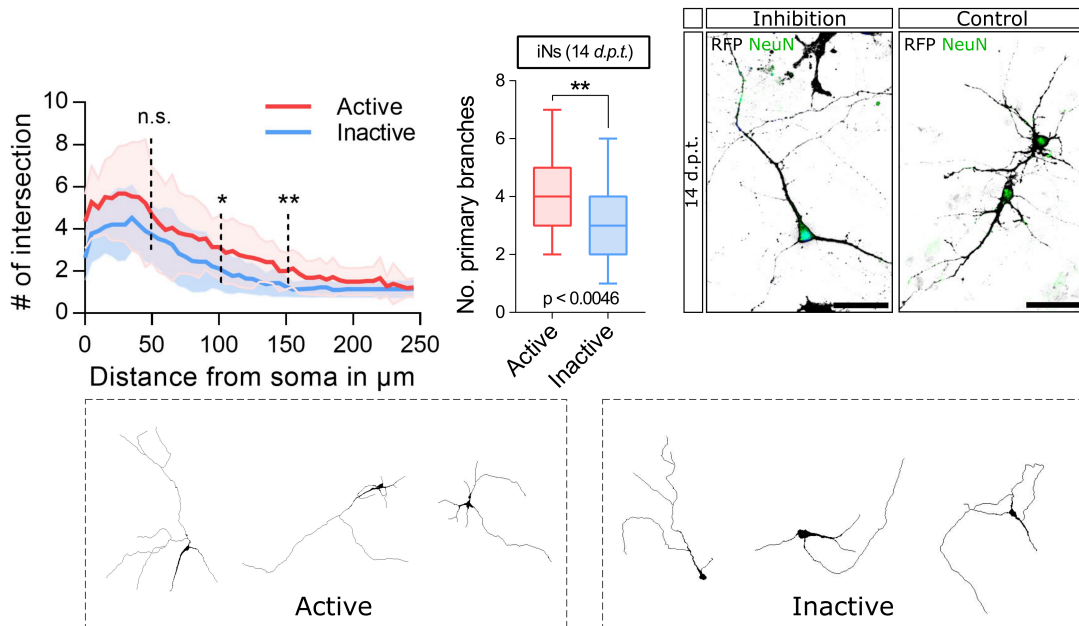 10
8
6
4
2
0
# of intersection
n.s.
*
**
Active
Inactive
0 50 100 150 200 250
Distance from soma in µm
iNs (14 d.p.t.)
**
8
6
4
2
0
No. primary branches
p < 0.0046
Active
Inactive
Inhibition
Control
14 d.p.t.
RFP NeuN
RFP NeuN
Active
Inactive